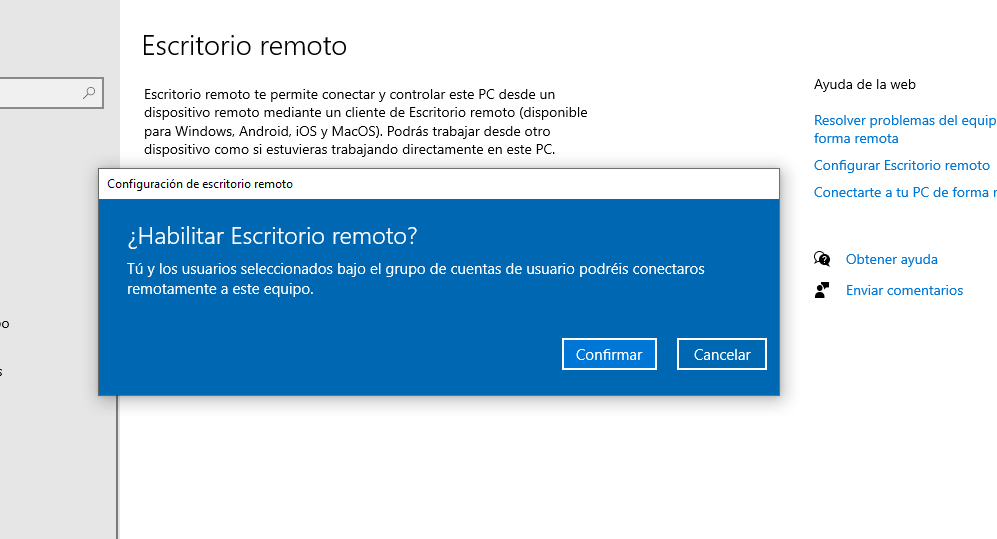 Escritorio remoto
Escritorio remoto te permite conectar y controlar este PC desde un
dispositivo remoto mediante un cliente de Escritorio remoto (disponible
para Windows, Android, iOS y MacOS). Podrás trabajar desde otro
dispositivo como si estuvieras trabajando directamente en este PC.
Configuración de escritorio remoto
¿Habilitar Escritorio remoto?
Tú y los usuarios seleccionados bajo el grupo de cuentas de usuario podréis conectaros
remotamente a este equipo.
Confirmar
Cancelar
Ayuda de la web
Resolver problemas del equip
forma remota
Configurar Escritorio remoto
Conectarte a tu PC de forma
Obtener ayuda
Enviar comentarios